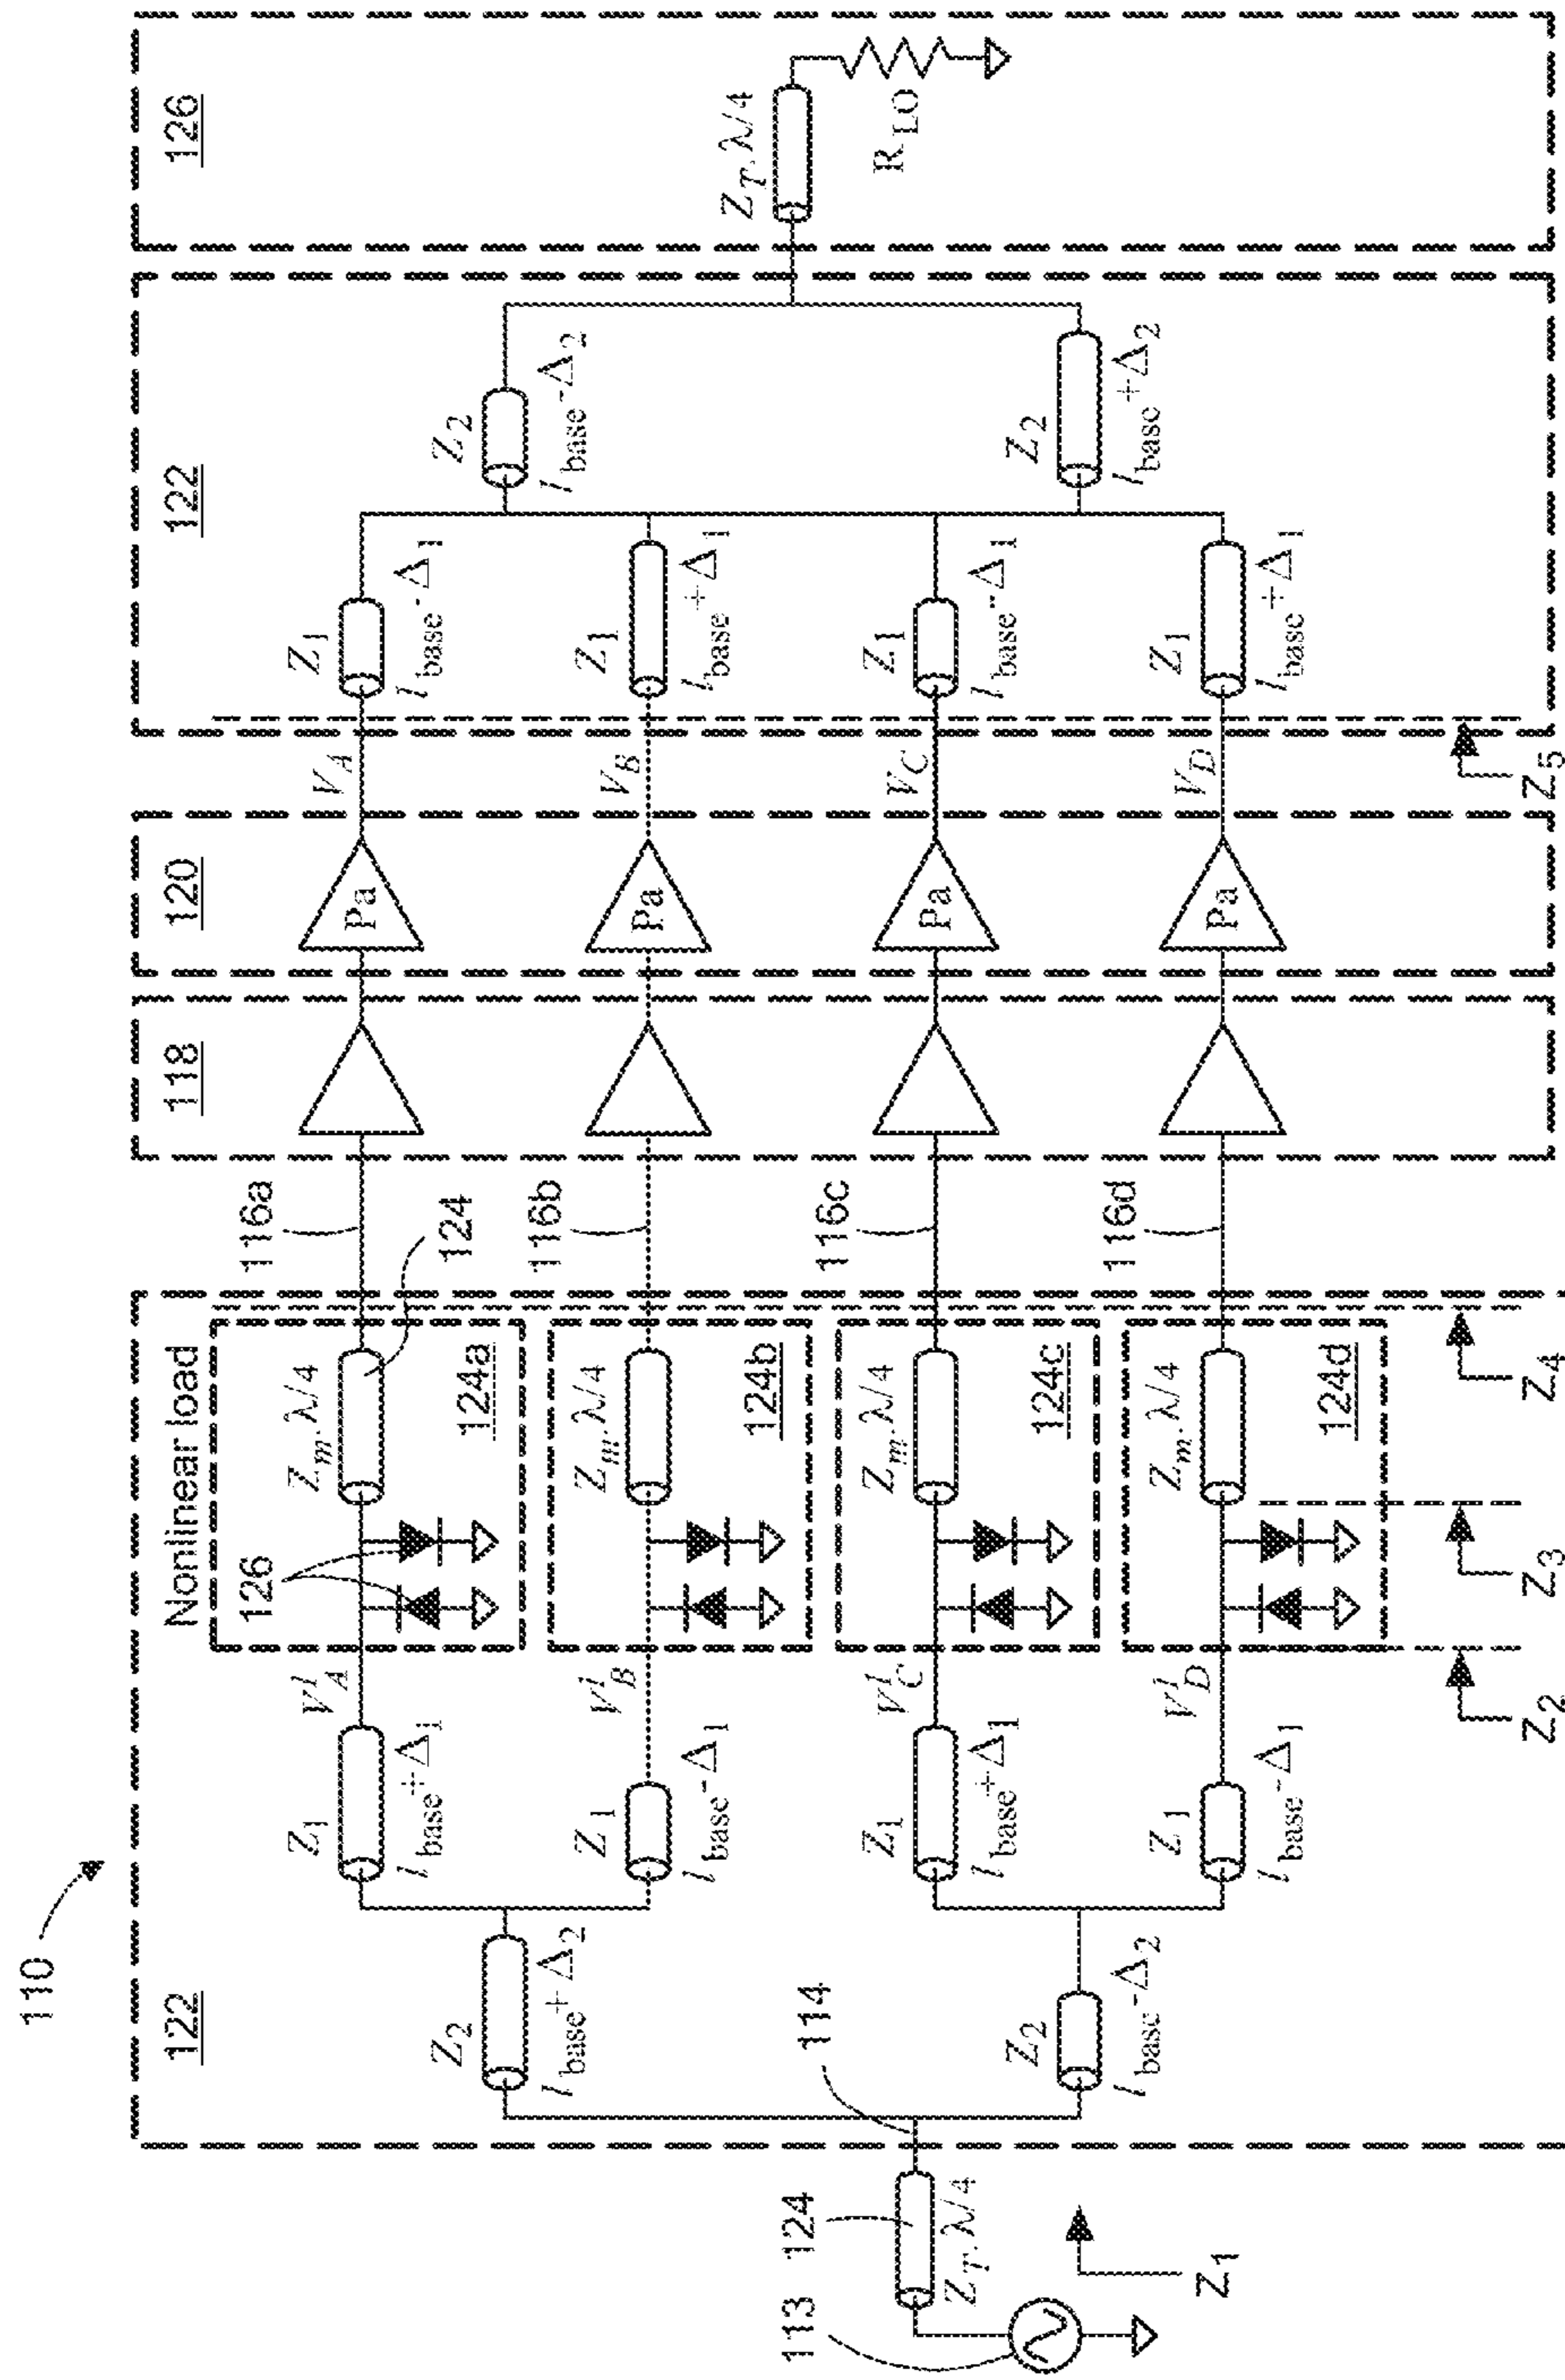 110
122
Nonlinear load
118
120
122
126
113
124
Z_T, λ/4
Z_1
114
Z_2
l_base+Δ_2
Z_2
l_base-Δ_2
Z_1
l_base+Δ_1
Z_1
l_base-Δ_1
Z_1
l_base+Δ_1
Z_1
l_base-Δ_1
V^1_A
V^1_B
V^1_C
V^1_D
126
Z_m, λ/4
124
124a
Z_m, λ/4
124b
Z_m, λ/4
124c
Z_m, λ/4
124d
Z_2
Z_3
Z_4
116a
116b
116c
116d
Pa
Pa
Pa
Pa
V_A
V_B
V_C
V_D
Z_5
Z_1
l_base-Δ_1
Z_1
l_base+Δ_1
Z_1
l_base-Δ_1
Z_1
l_base+Δ_1
Z_2
l_base-Δ_2
Z_2
l_base+Δ_2
Z_T, λ/4
R_LO